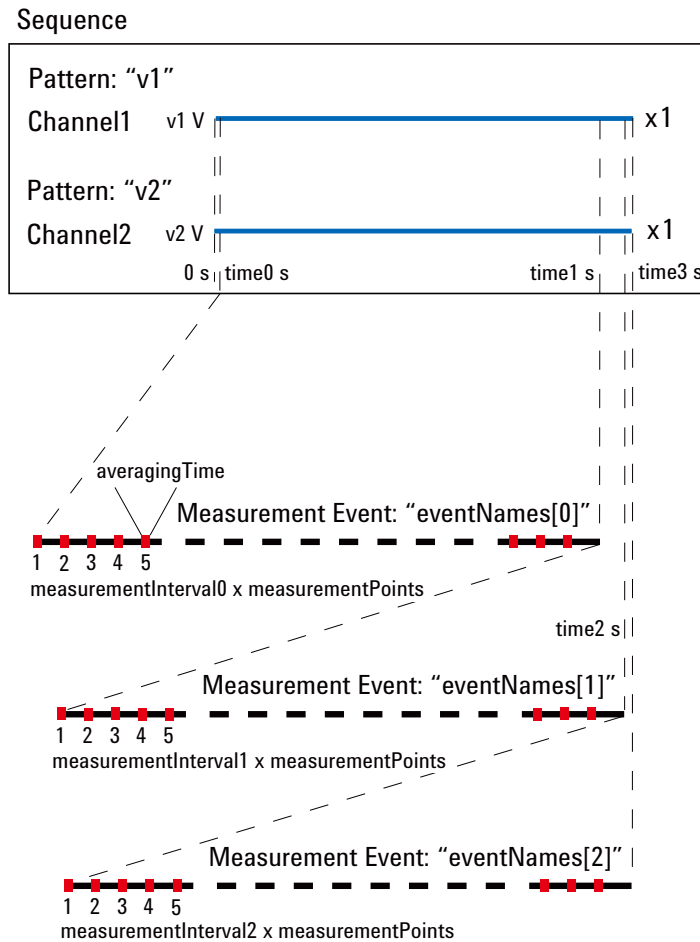 Sequence
Pattern: “v1”
Channel1 v1 V x1
Pattern: “v2”
Channel2 v2 V x1
0 s time0 s time1 s time3 s
averagingTime
Measurement Event: “eventNames[0]”
1 2 3 4 5
measurementInterval0 x measurementPoints
time2 s
Measurement Event: “eventNames[1]”
1 2 3 4 5
measurementInterval1 x measurementPoints
Measurement Event: “eventNames[2]”
1 2 3 4 5
measurementInterval2 x measurementPoints